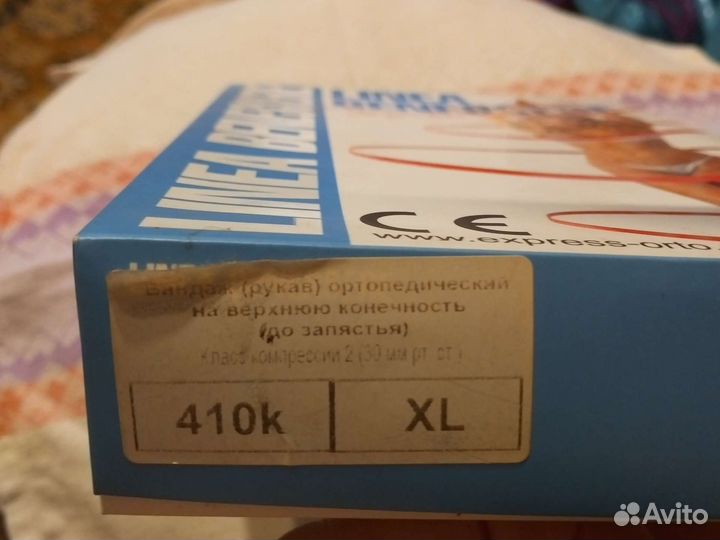 LINEA
LINEA
CE
www.express-orto.
Бандаж (рукав) ортопедический
на верхнюю конечность
(до запястья)
Класс компрессии 2 (30 мм рт. ст.)
410k XL
Avito